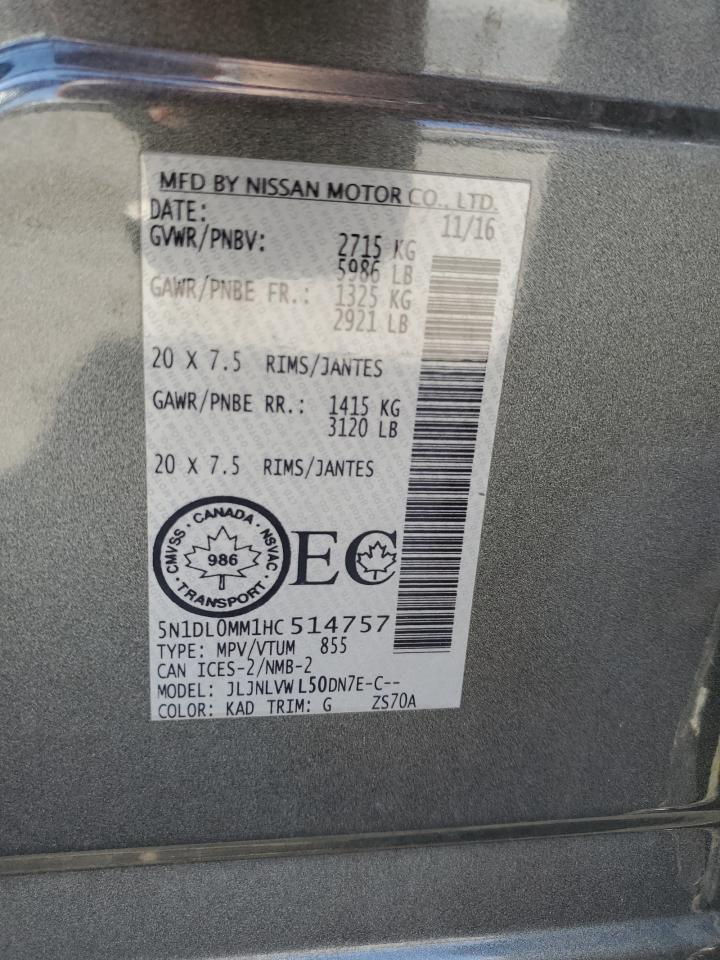 MFD BY NISSAN MOTOR CO., LTD.
DATE: 11/16
GVWR/PNBV: 2715 KG
5986 LB
GAWR/PNBE FR.: 1325 KG
2921 LB
20 X 7.5 RIMS/JANTES
GAWR/PNBE RR.: 1415 KG
3120 LB
20 X 7.5 RIMS/JANTES
CMVSS · CANADA · NSVAC
986
· TRANSPORT ·
EC
5N1DL0MM1HC514757
TYPE: MPV/VTUM 855
CAN ICES-2/NMB-2
MODEL: JLJNLVWL50DN7E-C--
COLOR: KAD TRIM: G ZS70A